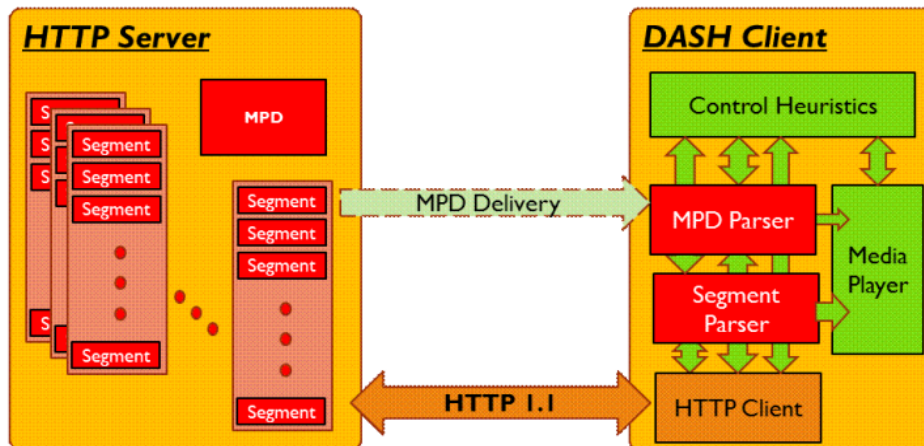 HTTP Server
MPD
Segment
Segment
Segment
Segment
Segment
Segment
Segment
Segment
MPD Delivery
HTTP 1.1
DASH Client
Control Heuristics
MPD Parser
Segment
Parser
Media
Player
HTTP Client